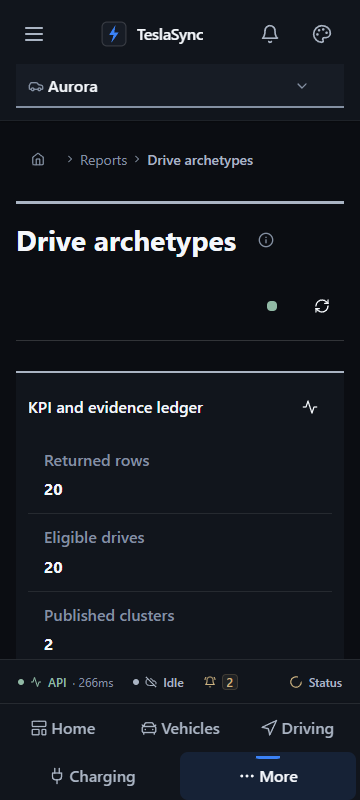 TeslaSync
Aurora
Reports Drive archetypes
Drive archetypes
KPI and evidence ledger
Returned rows
20
Eligible drives
20
Published clusters
2
API · 266ms Idle 2 Status
Home Vehicles Driving
Charging More